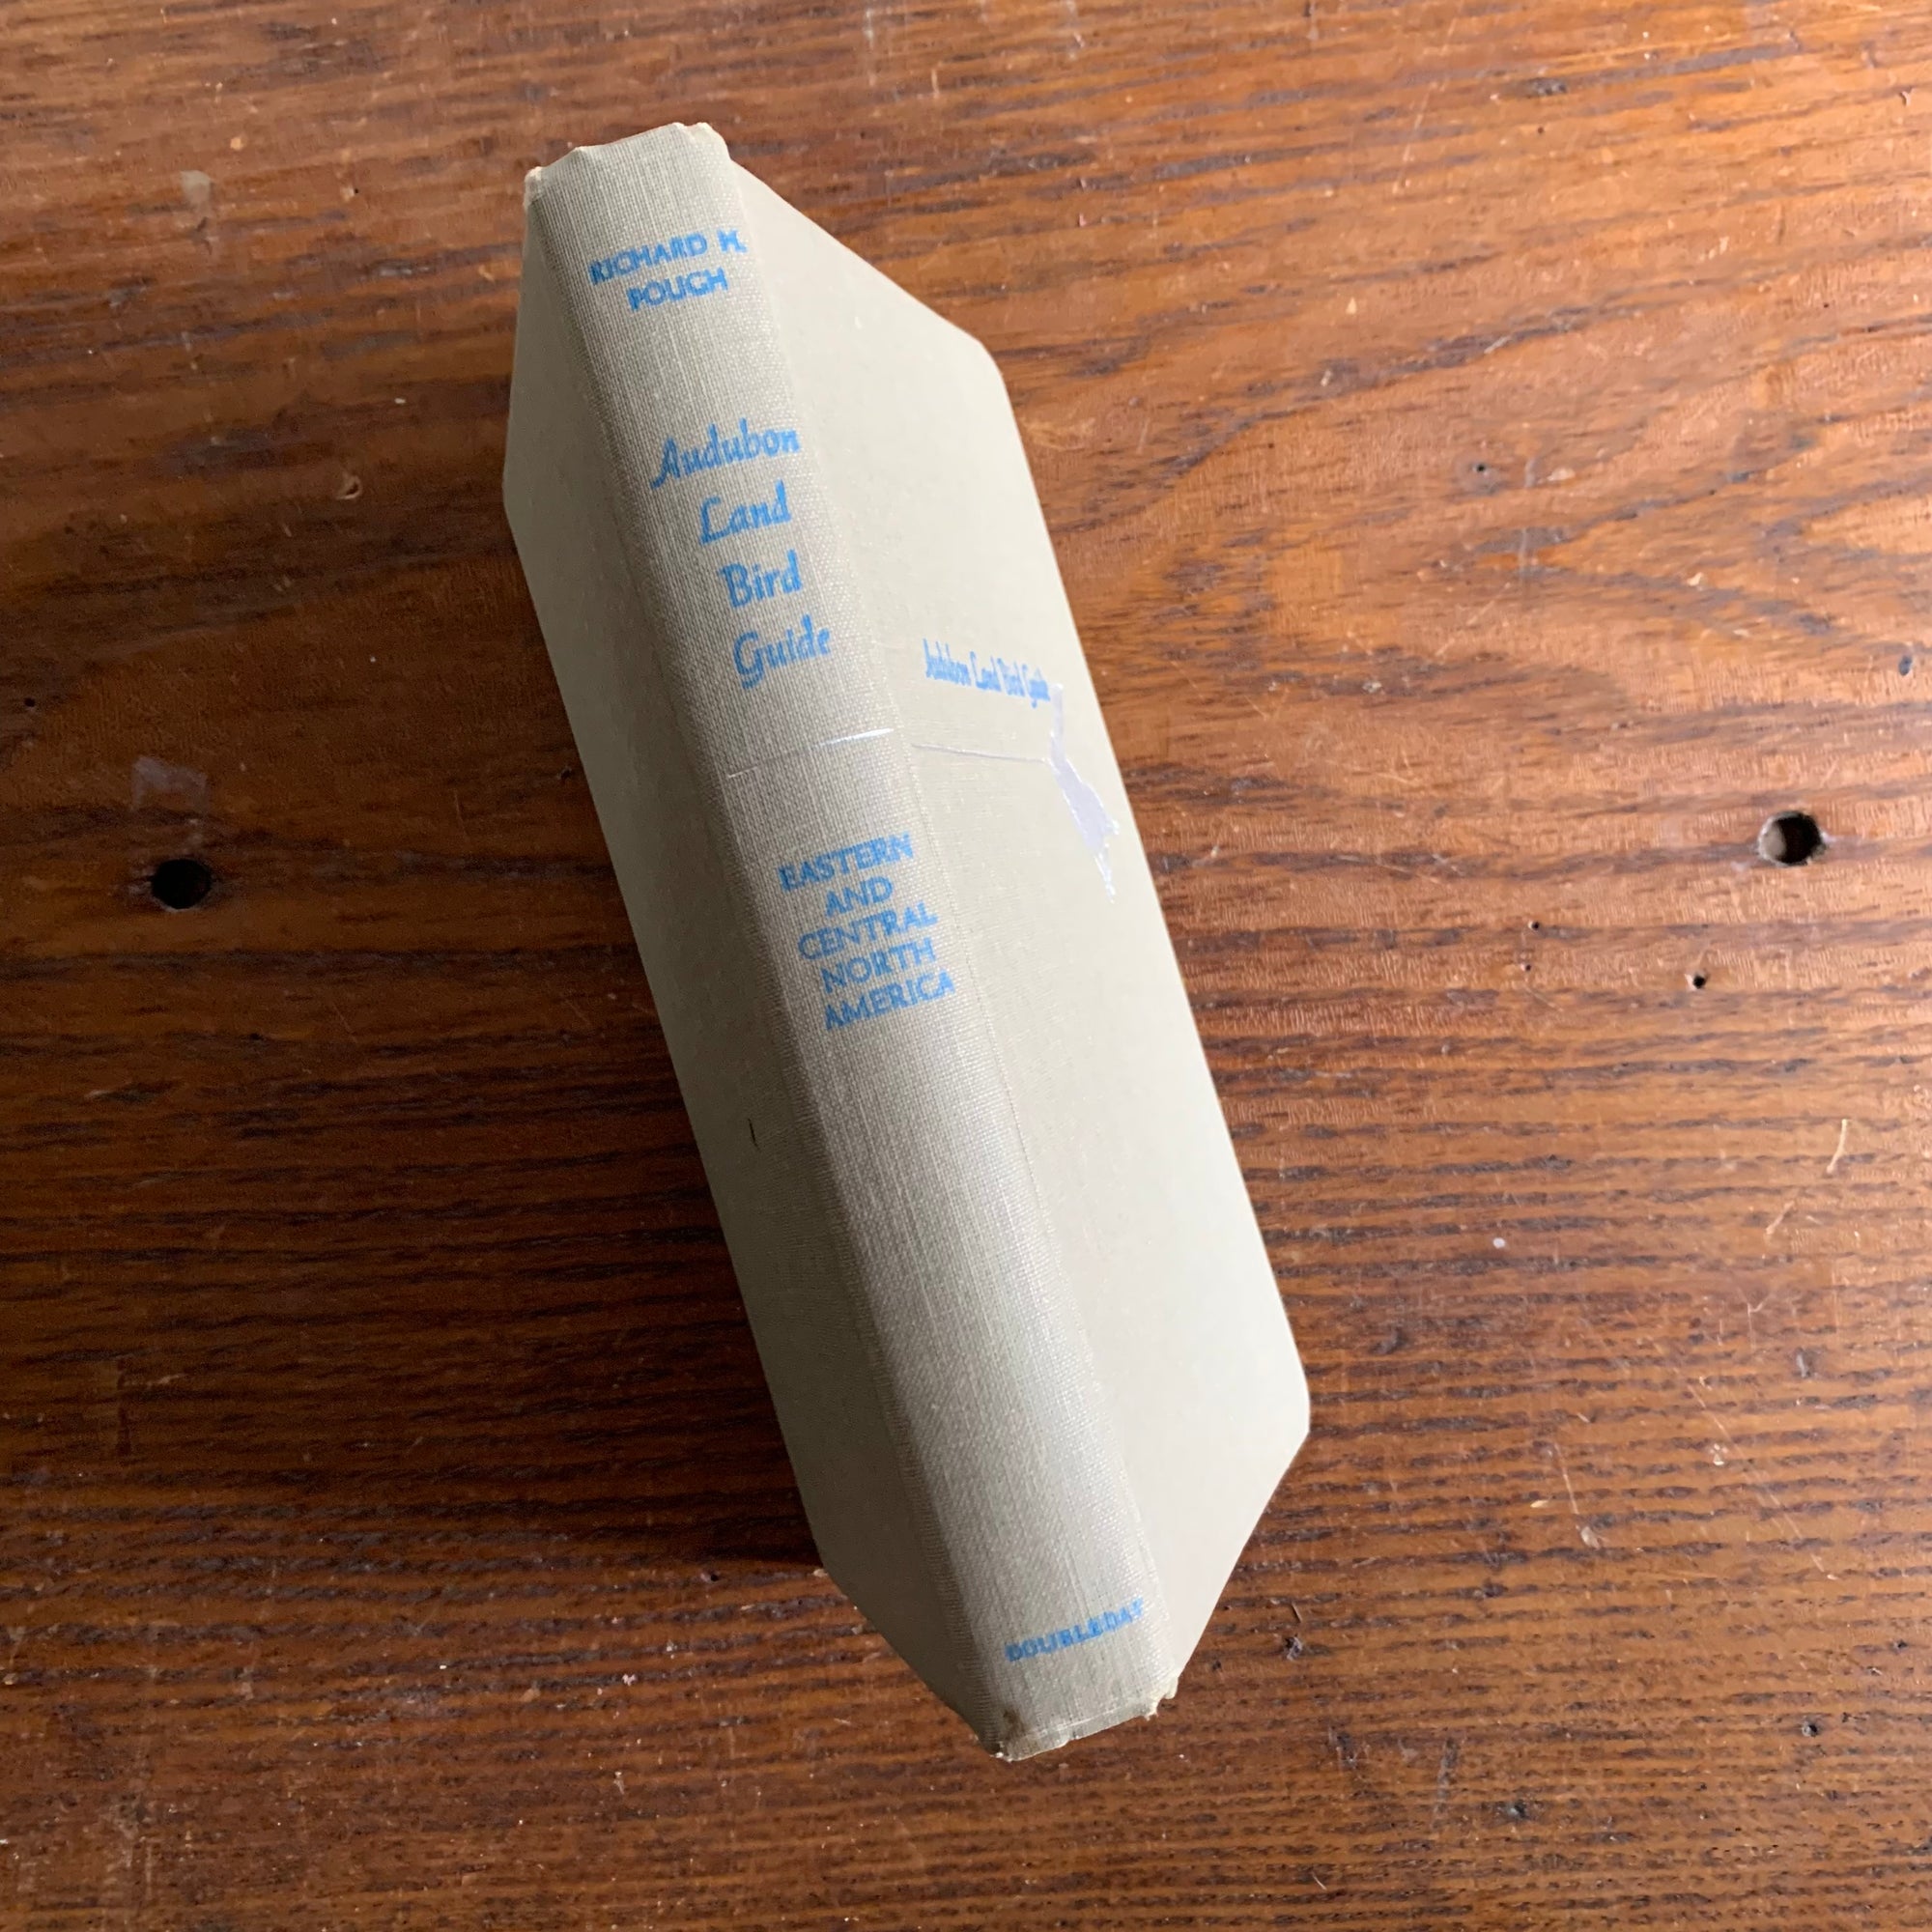 RICHARD H.
POUGH
Audubon
Land
Bird
Guide
EASTERN
AND
CENTRAL
NORTH
AMERICA
DOUBLEDAY
Audubon Land Bird Guide